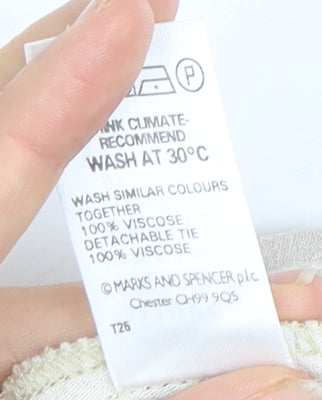 P
CLIMATE-
RECOMMEND
WASH AT 30°C
WASH SIMILAR COLOURS
TOGETHER
100% VISCOSE
DETACHABLE TIE
100% VISCOSE
© MARKS AND SPENCER p.l.c.
Chester CH99 9QS
T26